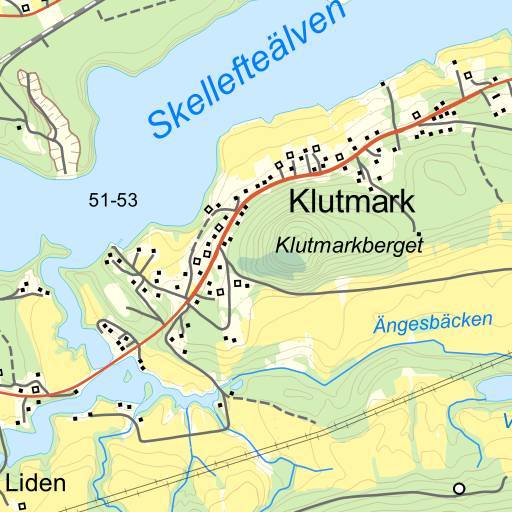 Skellefteälven
51-53
Klutmark
Klutmarkberget
Ängesbäcken
V
Liden